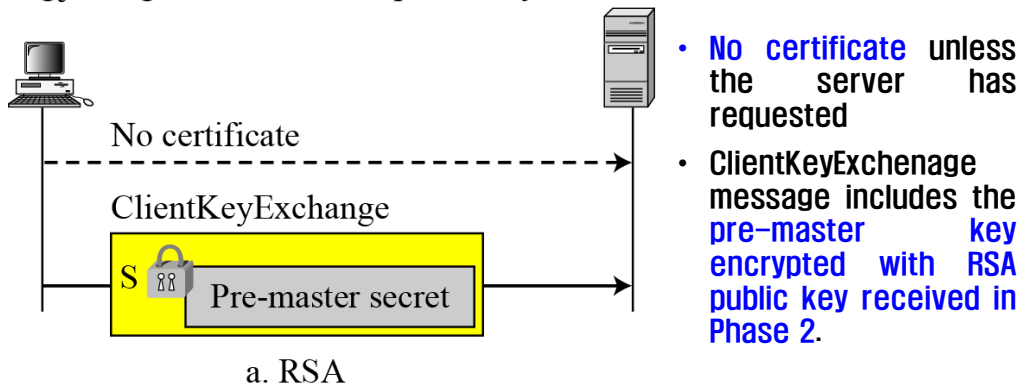 No certificate
ClientKeyExchange
S
Pre-master secret
a. RSA
• No certificate unless
the server has
requested
• ClientKeyExchenage
message includes the
pre-master key
encrypted with RSA
public key received in
Phase 2.